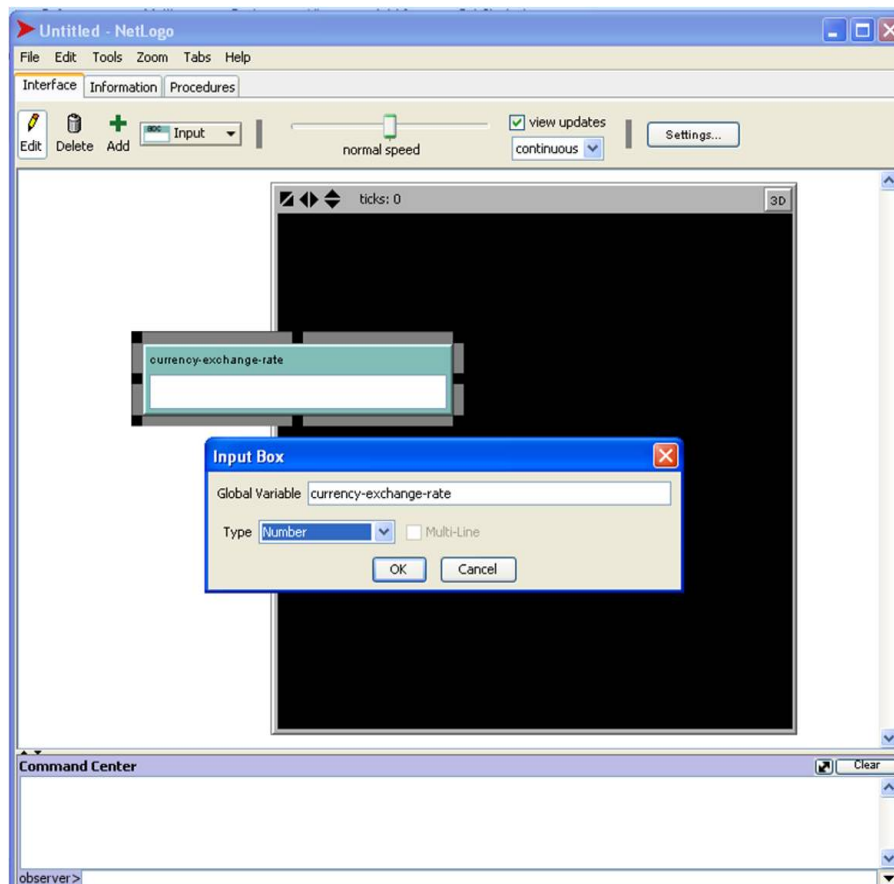 Untitled - NetLogo
File Edit Tools Zoom Tabs Help
Interface Information Procedures
Edit Delete Add abc Input normal speed view updates continuous Settings...
ticks: 0 3D
currency-exchange-rate
Input Box
Global Variable currency-exchange-rate
Type Number Multi-Line
OK Cancel
Command Center Clear
observer>